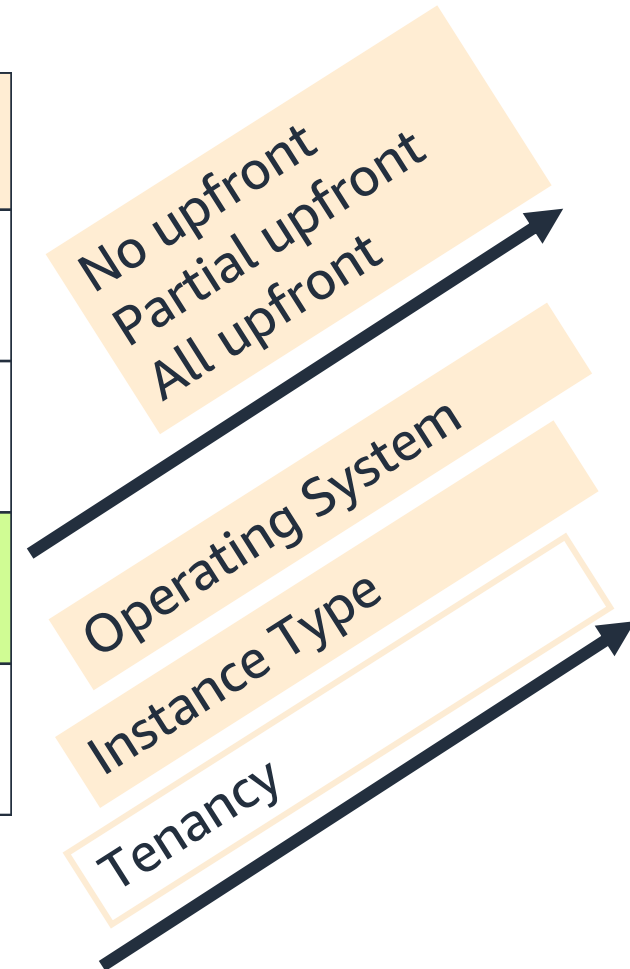 No upfront
Partial upfront
All upfront
Operating System
Instance Type
Tenancy